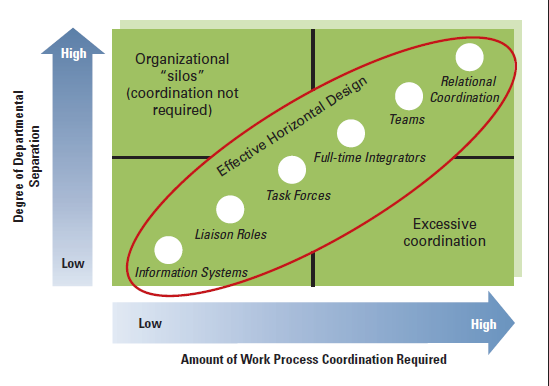 High
Low
Degree of Departmental
Separation
Organizational
“silos”
(coordination not
required)
Effective Horizontal Design
Relational
Coordination
Teams
Full-time Integrators
Task Forces
Liaison Roles
Information Systems
Excessive
coordination
Low
High
Amount of Work Process Coordination Required